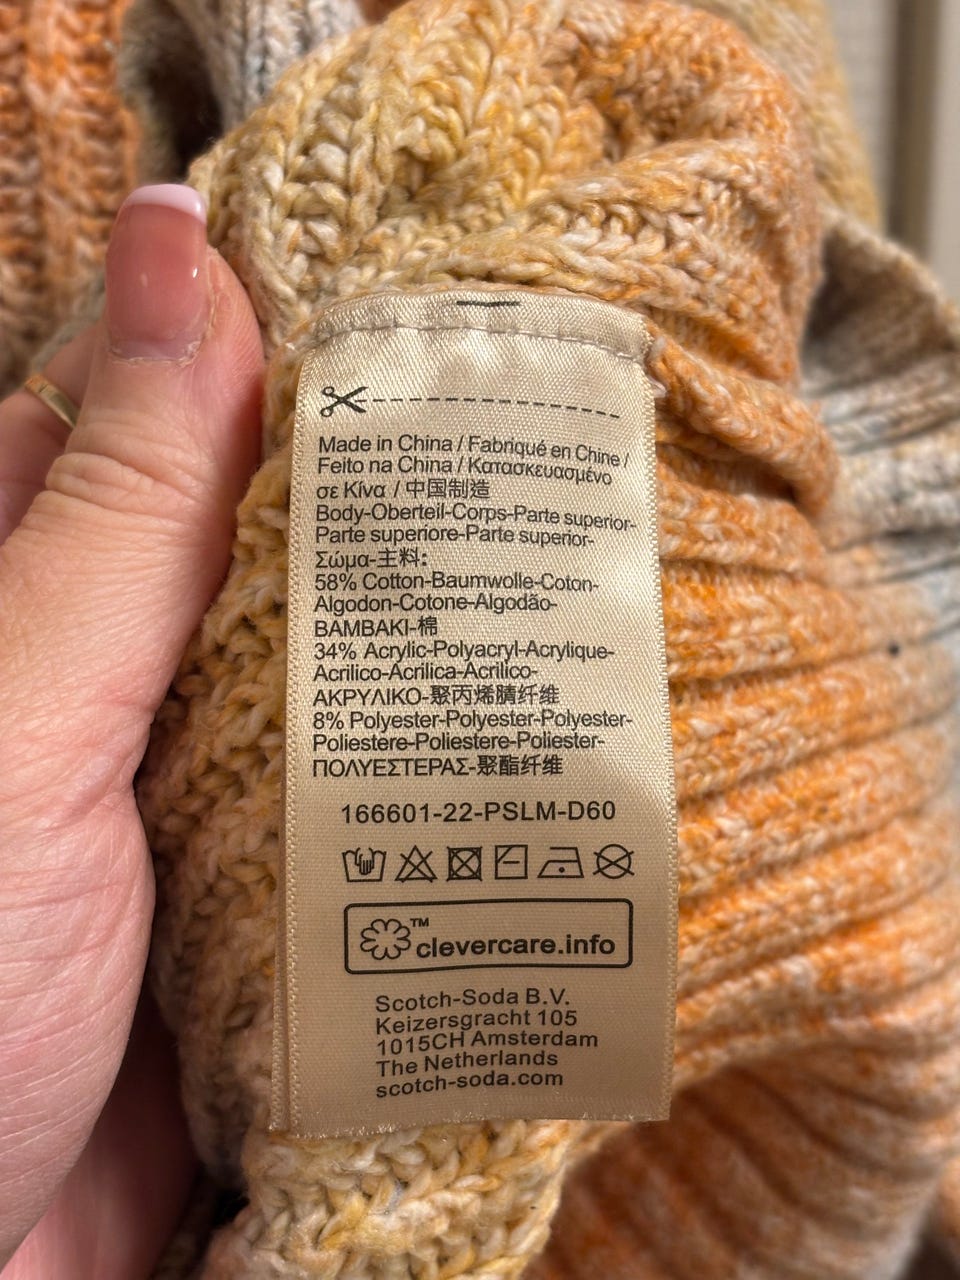 Made in China / Fabriqué en Chine /
Feito na China / Κατασκευασμένο
σε Κίνα / 中国制造
Body-Oberteil-Corps-Parte superior-
Parte superiore-Parte superior-
Σώμα-主料:
58% Cotton-Baumwolle-Coton-
Algodon-Cotone-Algodão-
BAMBAKI-棉
34% Acrylic-Polyacryl-Acrylique-
Acrilico-Acrilica-Acrilico-
ΑΚΡΥΛΙΚΟ-聚丙烯腈纤维
8% Polyester-Polyester-Polyester-
Poliestere-Poliestere-Poliester-
ΠΟΛΥΕΣΤΕΡΑΣ-聚酯纤维
166601-22-PSLM-D60
™
clevercare.info
Scotch-Soda B.V.
Keizersgracht 105
1015CH Amsterdam
The Netherlands
scotch-soda.com